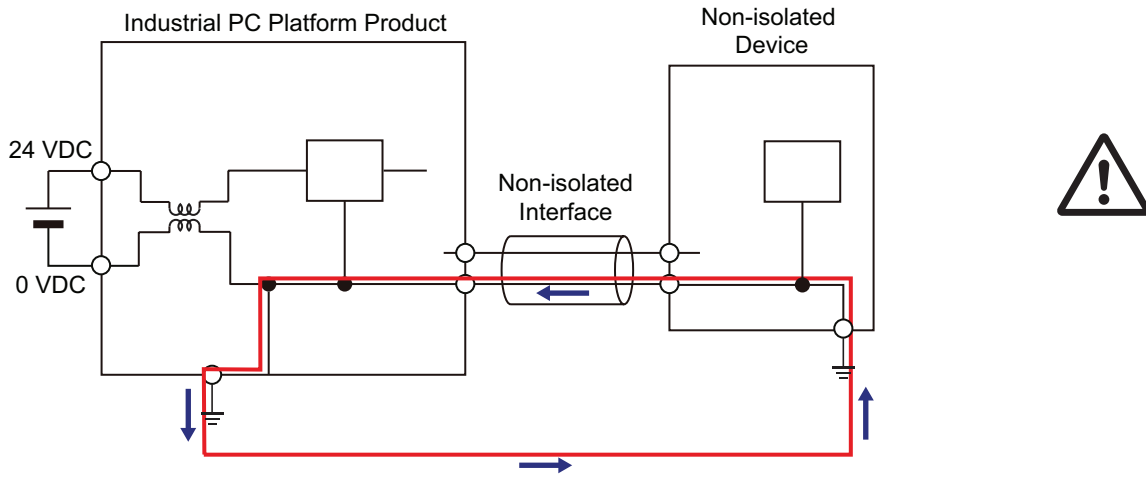 Industrial PC Platform Product
Non-isolated
Device
24 VDC
Non-isolated
Interface
0 VDC